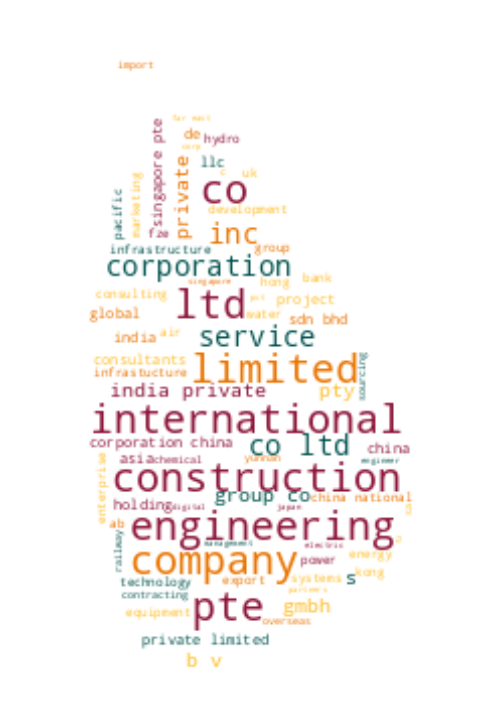 import
far east
singapore pte
de
hydro
corp
llc
private
c
uk
co
pacific
marketing
development
fze
inc
infrastructure
group
corporation
singapore
hong
bank
consulting
ltd
project
global
water
sdn bhd
india
air
service
consultants
limited
sourcing
infrastucture
india private
pty
international
corporation china
co ltd
china
asia
chemical
yunnan
engineer
enterprise
construction
group co
china national
holding
digital
japan
ab
engineering
railway
management
electric
company
power
energy
technology
export
systems
s
kong
contracting
partners
equipment
pte
gmbh
overseas
private limited
b v